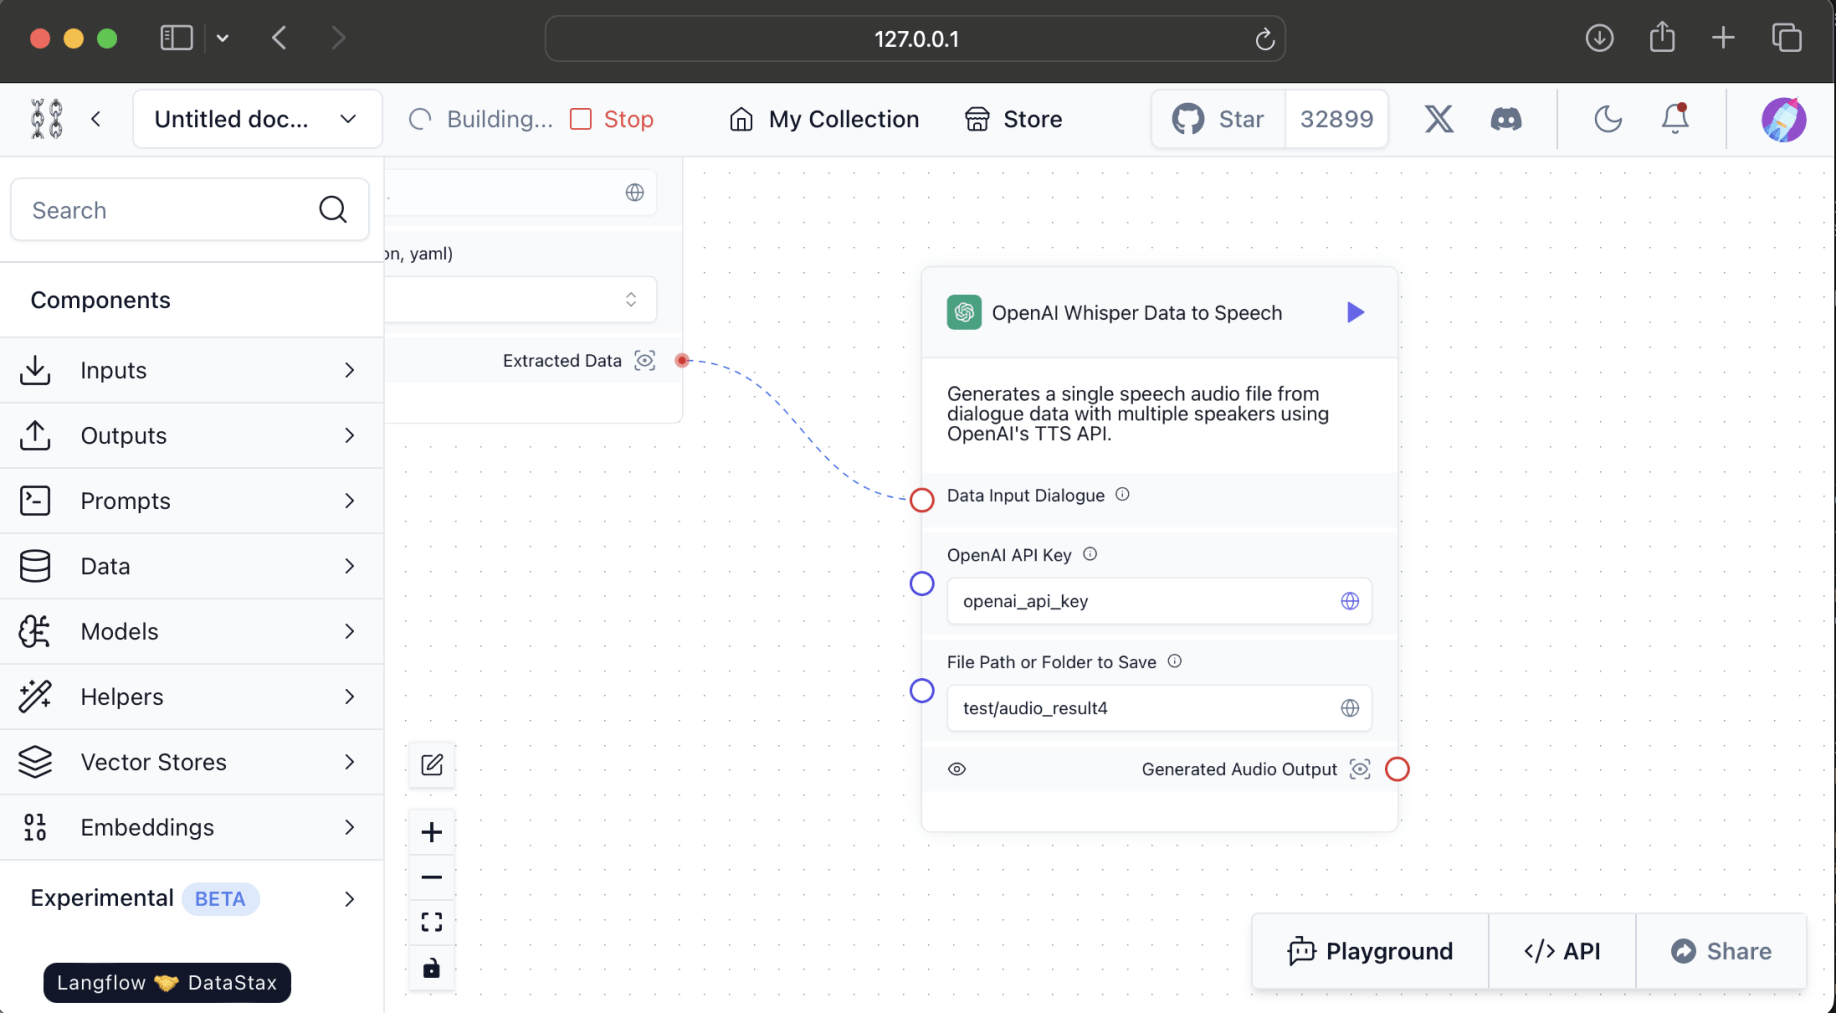 127.0.0.1
Untitled doc...
Building...
Stop
My Collection
Store
Star
32899
Search
Components
Inputs
Outputs
Prompts
Data
Models
Helpers
Vector Stores
Embeddings
Experimental BETA
Langflow 🤝 DataStax
on, yaml)
Extracted Data
OpenAI Whisper Data to Speech
Generates a single speech audio file from
dialogue data with multiple speakers using
OpenAI's TTS API.
Data Input Dialogue
OpenAI API Key
openai_api_key
File Path or Folder to Save
test/audio_result4
Generated Audio Output
Playground
</> API
Share